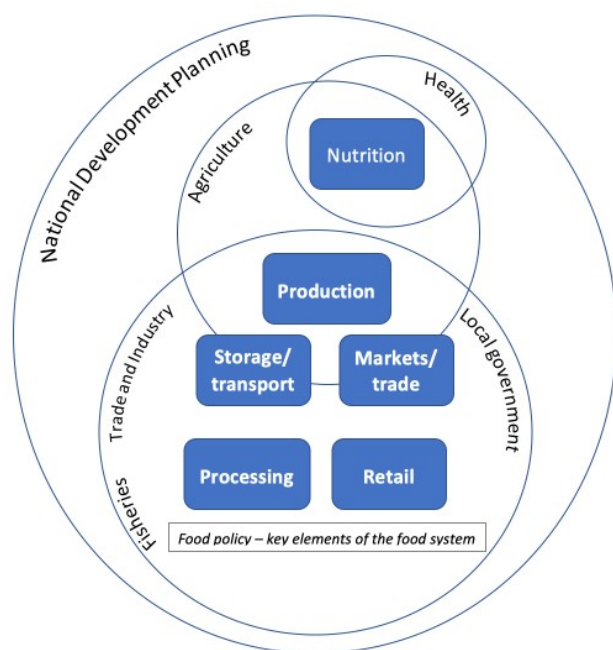 National Development Planning
Health
Agriculture
Nutrition
Production
Trade and Industry
Local government
Storage/
transport
Markets/
trade
Processing
Retail
Fisheries
Food policy – key elements of the food system